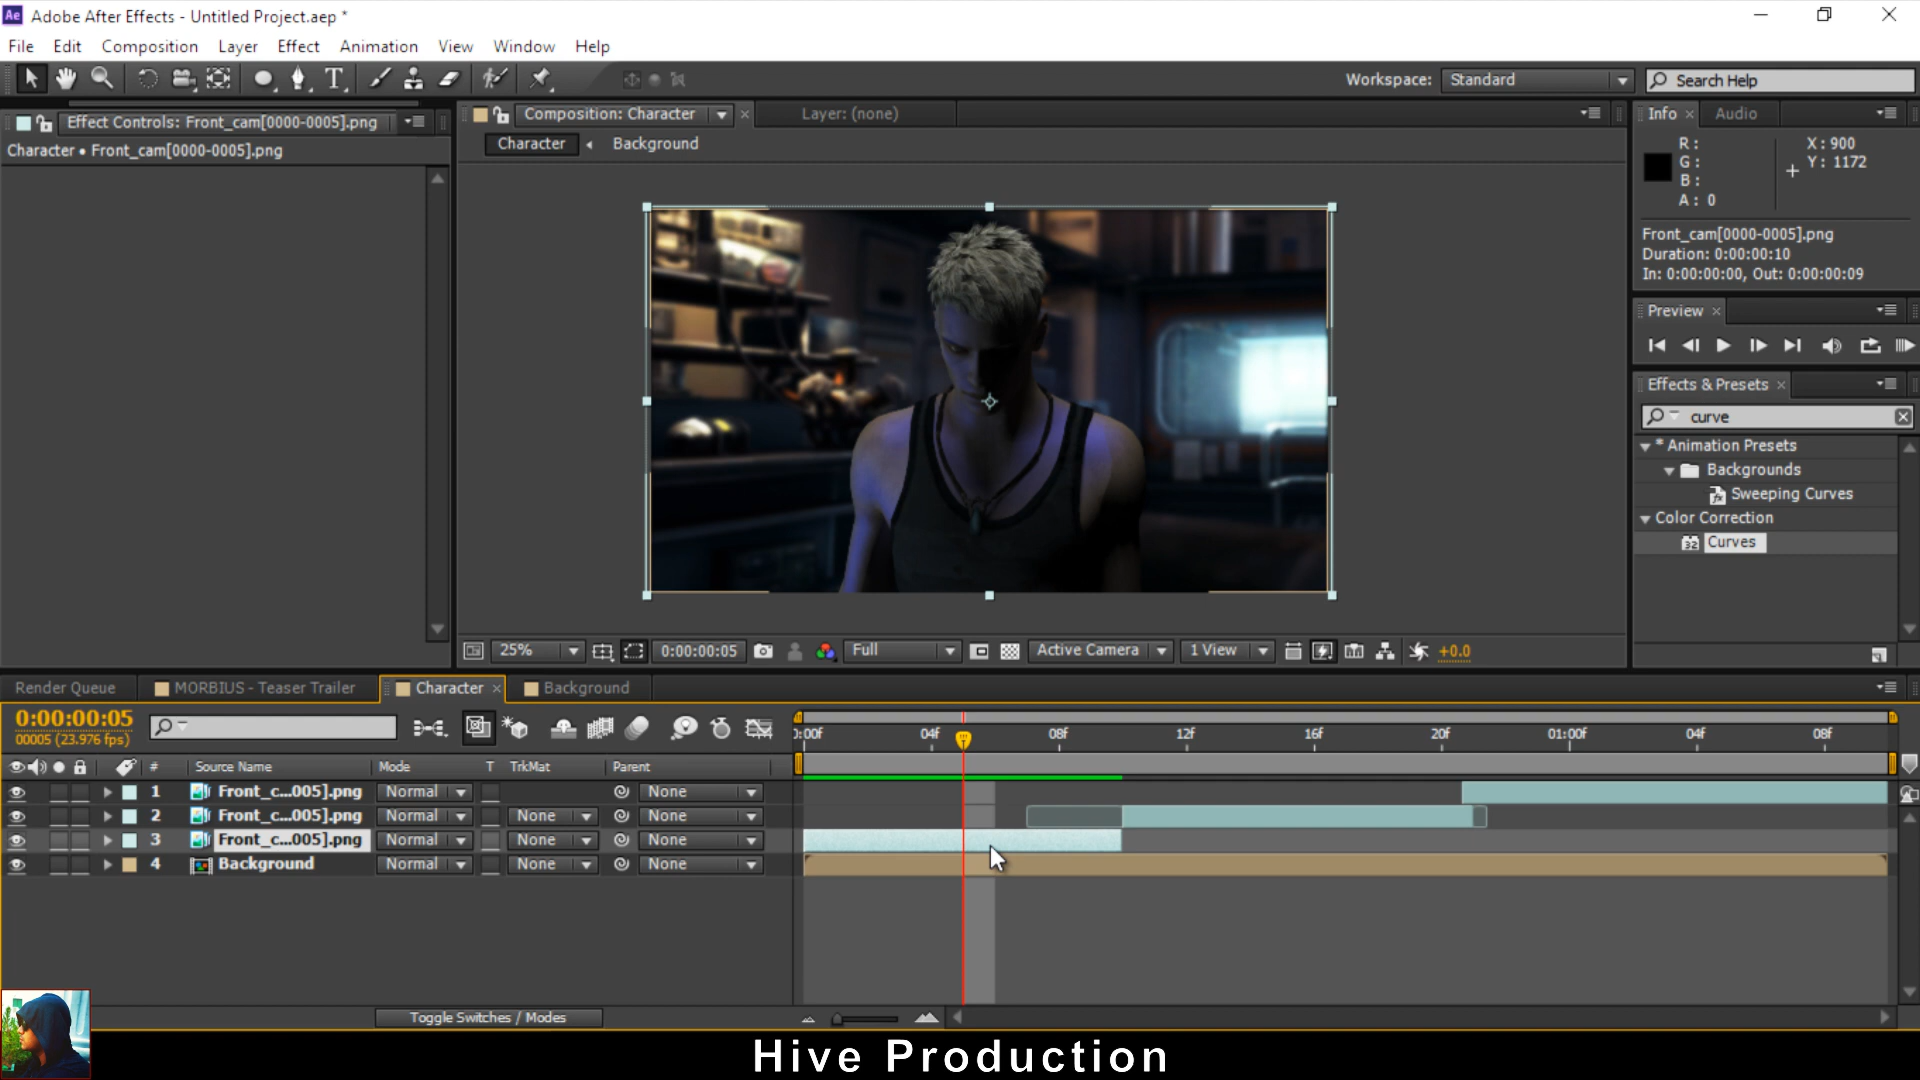 Ae Adobe After Effects - Untitled Project.aep *
File Edit Composition Layer Effect Animation View Window Help
T Workspace: Standard Search Help
Effect Controls: Front_cam[0000-0005].png
Character • Front_cam[0000-0005].png
Composition: Character Layer: (none)
Character Background
Info Audio
R: X: 900
G: Y: 1172
B:
A: 0
Front_cam[0000-0005].png
Duration: 0:00:00:10
In: 0:00:00:00, Out: 0:00:00:09
Preview
Effects & Presets
curve
* Animation Presets
Backgrounds
Sweeping Curves
Color Correction
32 Curves
25% 0:00:00:05 Full Active Camera 1 View +0.0
Render Queue MORBIUS - Teaser Trailer Character Background
0:00:00:05
00005 (23.976 fps)
0:00f 04f 08f 12f 16f 20f 01:00f 04f 08f
# Source Name Mode T TrkMat Parent
1 Front_c...005].png Normal None
2 Front_c...005].png Normal None None
3 Front_c...005].png Normal None None
4 Background Normal None None
Toggle Switches / Modes
Hive Production